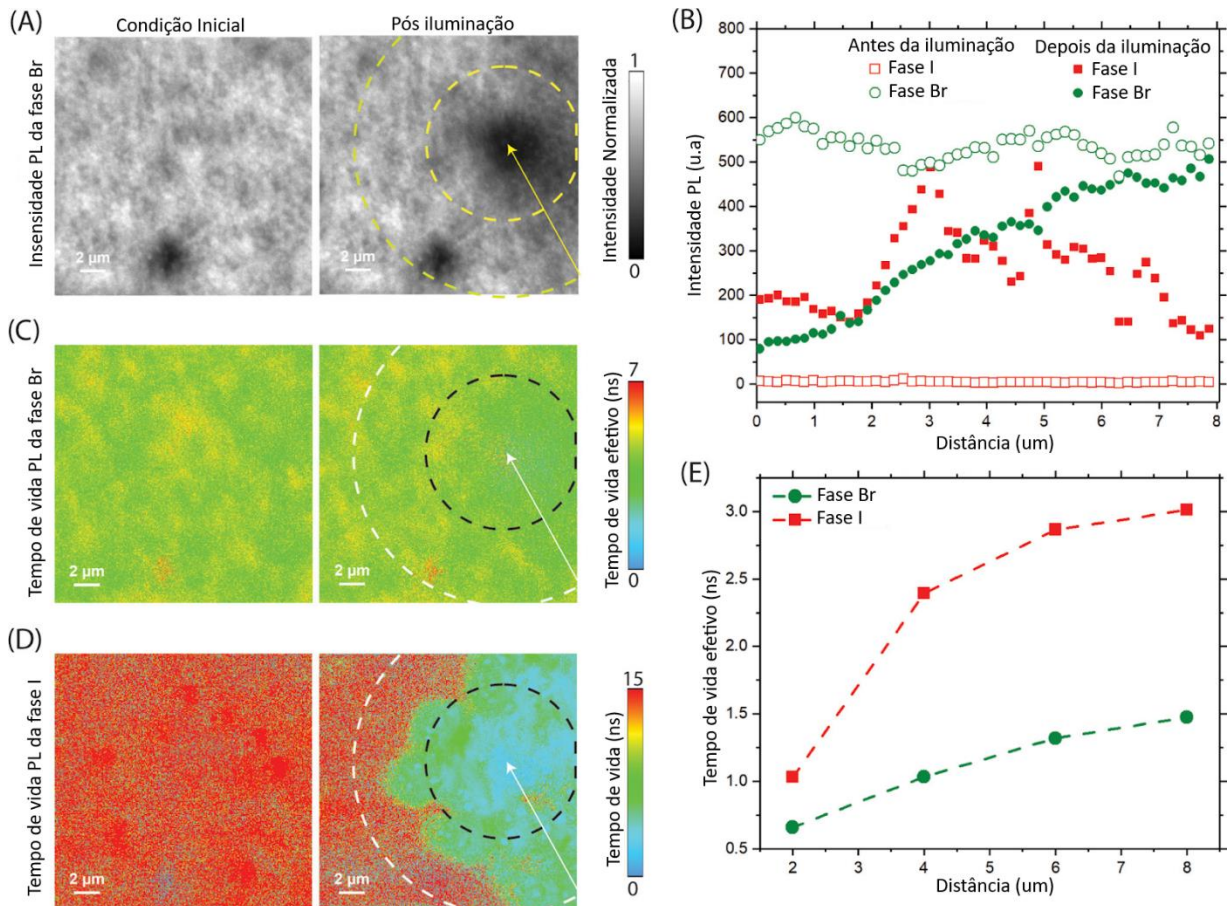 (A)
Condição Inicial
Pós iluminação
Insensidade PL da fase Br
2 µm
2 µm
1
Intensidade Normalizada
0
(B)
800
700
600
500
400
300
200
100
0
Intensidade PL (u.a)
Antes da iluminação
Depois da iluminação
Fase I
Fase I
Fase Br
Fase Br
0
1
2
3
4
5
6
7
8
Distância (um)
(C)
Tempo de vida PL da fase Br
2 µm
2 µm
7
Tempo de vida efetivo (ns)
0
(D)
Tempo de vida PL da fase I
2 µm
2 µm
15
Tempo de vida (ns)
0
(E)
Fase Br
Fase I
3.0
2.5
2.0
1.5
1.0
0.5
Tempo de vida efetivo (ns)
2
3
4
5
6
7
8
Distância (um)